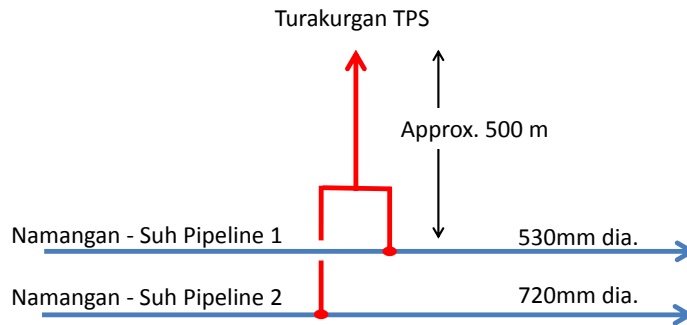 Turakurgan TPS
Approx. 500 m
Namangan - Suh Pipeline 1
530mm dia.
Namangan - Suh Pipeline 2
720mm dia.